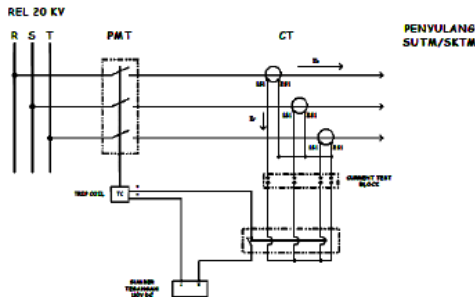 REL 20 KV
R S T
PMT
CT
PENYULANG
SUTM/SKTM
TRIP COIL
TC
+
-
CURRENT TEST
BLOCK
SUMBER
TEGANGAN
110V DC